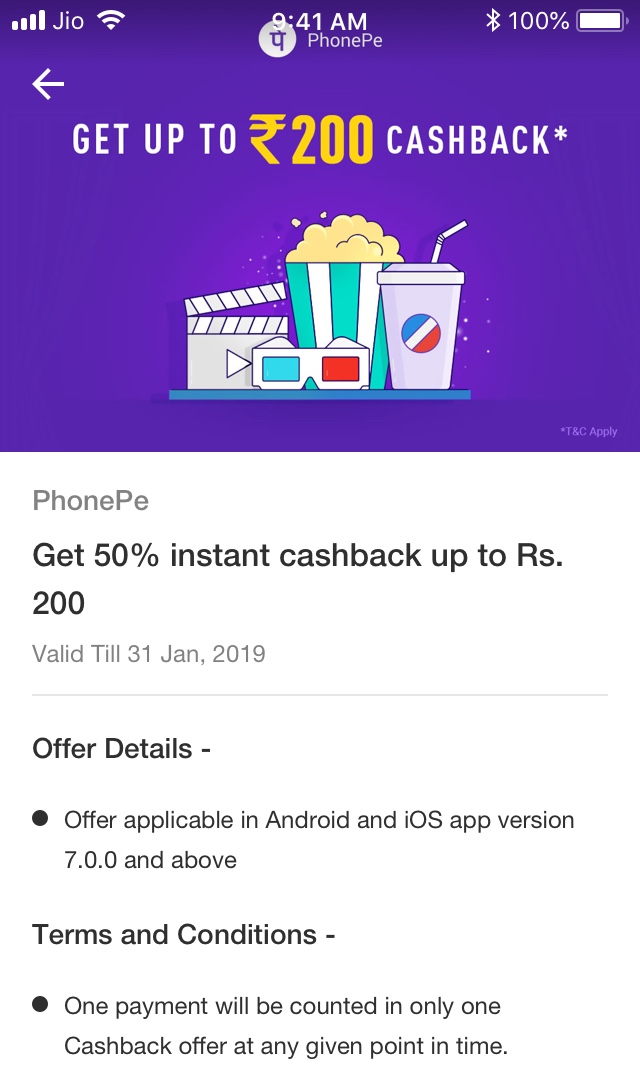 Jio 9:41 AM 100%
पे PhonePe
GET UP TO ₹200 CASHBACK*
*T&C Apply
PhonePe
Get 50% instant cashback up to Rs.
200
Valid Till 31 Jan, 2019
Offer Details -
● Offer applicable in Android and iOS app version
7.0.0 and above
Terms and Conditions -
● One payment will be counted in only one
Cashback offer at any given point in time.